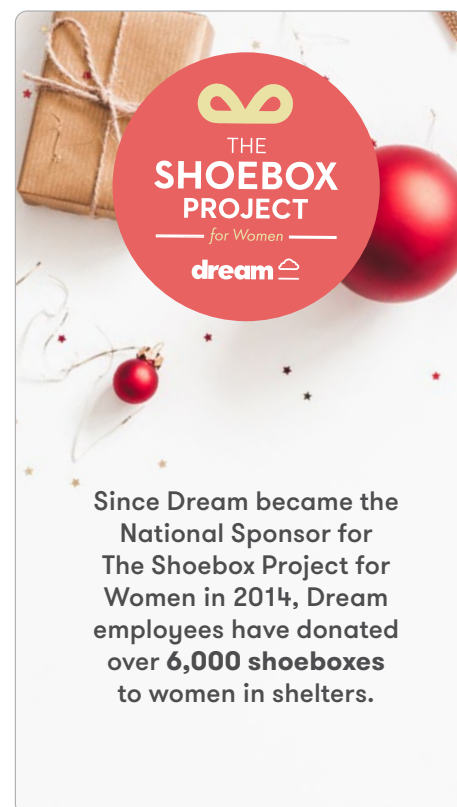 THE
SHOEBOX
PROJECT
for Women
dream
Since Dream became the
National Sponsor for
The Shoebox Project for
Women in 2014, Dream
employees have donated
over 6,000 shoeboxes
to women in shelters.